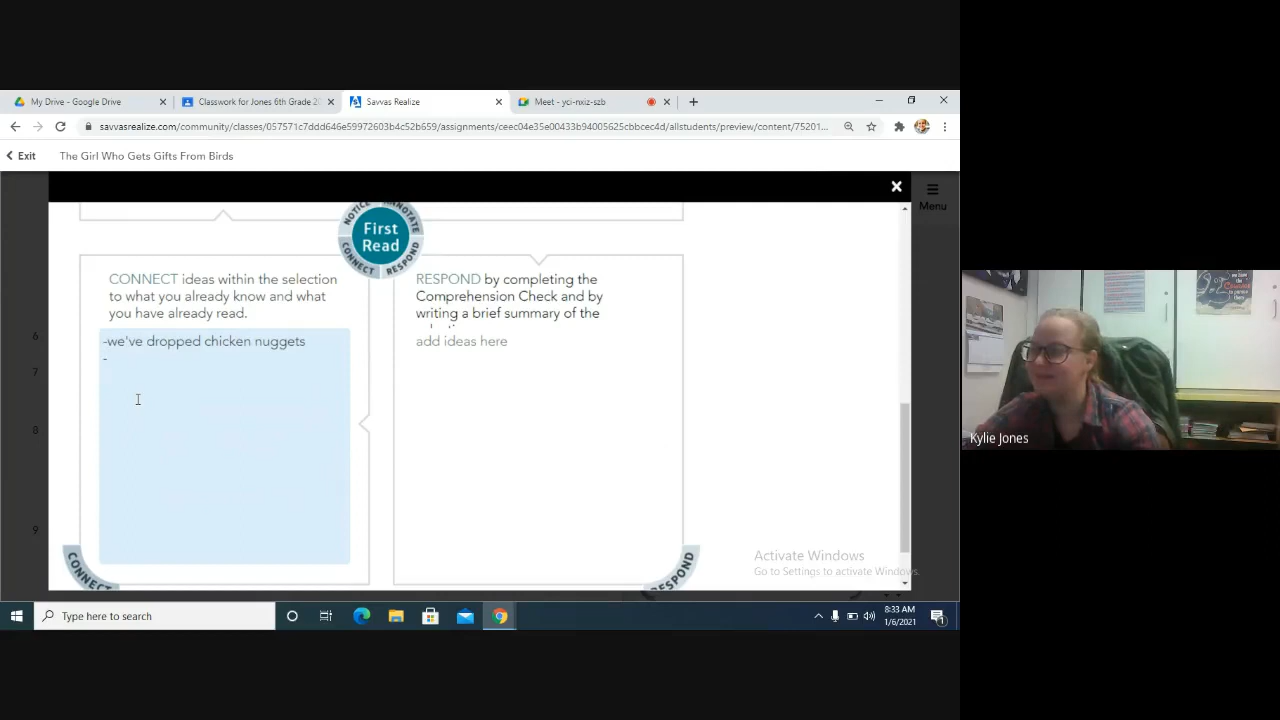 My Drive - Google Drive
Classwork for Jones 6th Grade 2
Savvas Realize
Meet - yci-nxiz-szb
savvasrealize.com/community/classes/057571c7ddd646e59972603b4c52b659/assignments/ceec04e35e00433b94005625cbbcec4d/allstudents/preview/content/75201...
Exit
The Girl Who Gets Gifts From Birds
Menu
NOTICE
ANNOTATE
First
Read
CONNECT
RESPOND
CONNECT ideas within the selection
to what you already know and what
you have already read.
RESPOND by completing the
Comprehension Check and by
writing a brief summary of the
-we've dropped chicken nuggets
-
add ideas here
6
7
8
9
CONNECT
RESPOND
Activate Windows
Go to Settings to activate Windows.
Kylie Jones
Type here to search
8:33 AM
1/6/2021
1